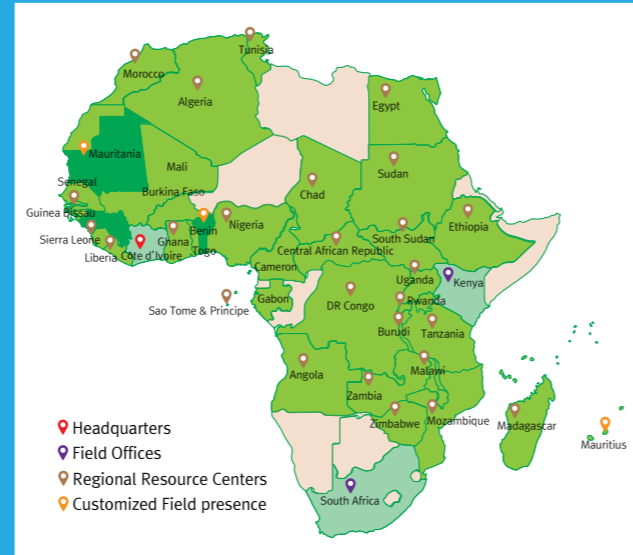 Tunisia
Morocco
Algeria
Egypt
Mauritania
Mali
Sudan
Senegal
Burkina Faso
Chad
Guinea Bissau
Benin
Nigeria
Ethiopia
Sierra Leone
Ghana
South Sudan
Liberia
Côte d'Ivoire
Togo
Central African Republic
Cameron
Uganda
Kenya
Gabon
DR Congo
Rwanda
Sao Tome & Principe
Burudi
Tanzania
Angola
Malawi
Zambia
Zimbabwe
Mozambique
Madagascar
Mauritius
Headquarters
Field Offices
Regional Resource Centers
Customized Field presence
South Africa